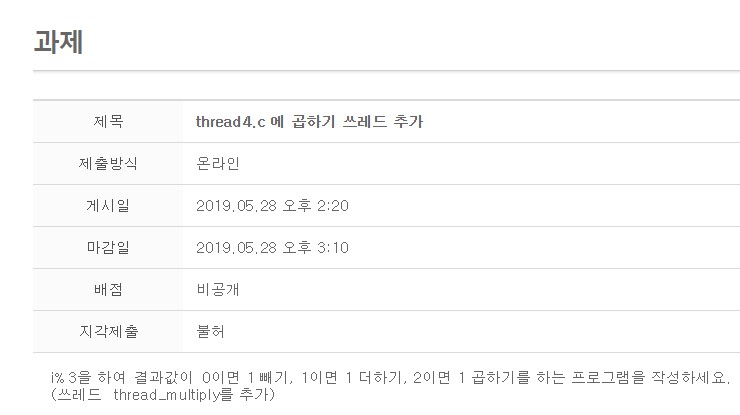 과제
제목 thread4.c 에 곱하기 쓰레드 추가
제출방식 온라인
게시일 2019.05.28 오후 2:20
마감일 2019.05.28 오후 3:10
배점 비공개
지각제출 불허
i%3을 하여 결과값이 0이면 1빼기, 1이면 1더하기, 2이면 1 곱하기를 하는 프로그램을 작성하세요.
(쓰레드 thread_multiply를 추가)